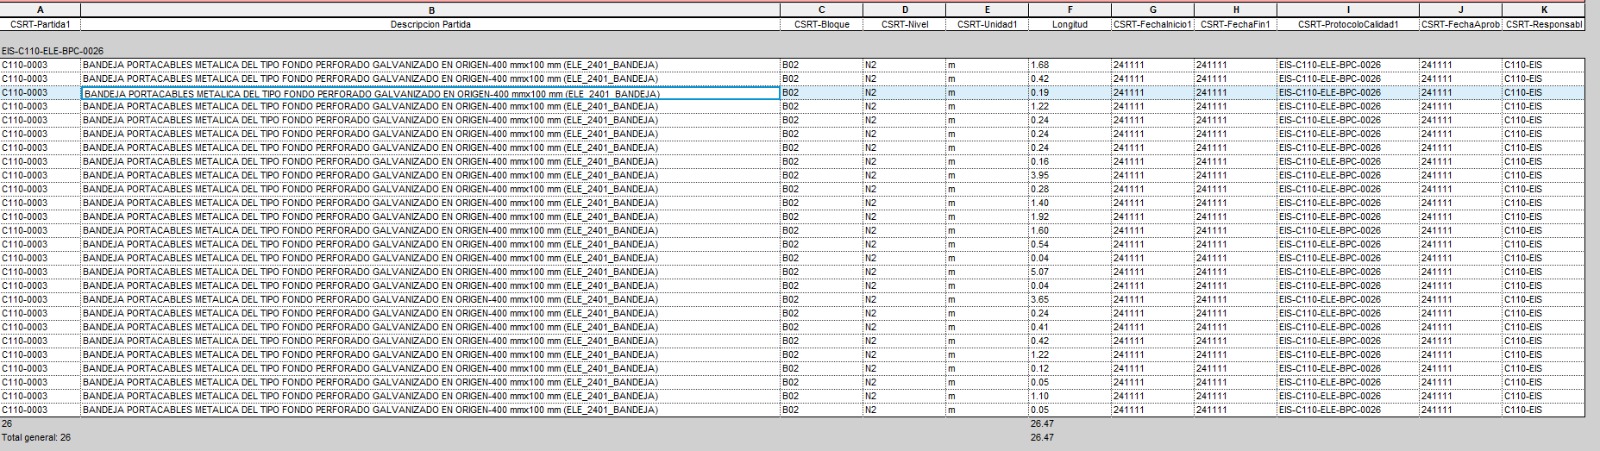 A B C D E F G H I J K
CSRT-Partida1 Descripcion Partida CSRT-Bloque CSRT-Nivel CSRT-Unidad1 Longitud CSRT-FechaInicio1 CSRT-FechaFin1 CSRT-ProtocoloCalidad1 CSRT-FechaAprob CSRT-Responsabl
EIS-C110-ELE-BPC-0026
C110-0003 BANDEJA PORTACABLES METALICA DEL TIPO FONDO PERFORADO GALVANIZADO EN ORIGEN-400 mmx100 mm (ELE_2401_BANDEJA) B02 N2 m 1.68 241111 241111 EIS-C110-ELE-BPC-0026 241111 C110-EIS
C110-0003 BANDEJA PORTACABLES METALICA DEL TIPO FONDO PERFORADO GALVANIZADO EN ORIGEN-400 mmx100 mm (ELE_2401_BANDEJA) B02 N2 m 0.42 241111 241111 EIS-C110-ELE-BPC-0026 241111 C110-EIS
C110-0003 BANDEJA PORTACABLES METALICA DEL TIPO FONDO PERFORADO GALVANIZADO EN ORIGEN-400 mmx100 mm (ELE_2401_BANDEJA) B02 N2 m 0.19 241111 241111 EIS-C110-ELE-BPC-0026 241111 C110-EIS
C110-0003 BANDEJA PORTACABLES METALICA DEL TIPO FONDO PERFORADO GALVANIZADO EN ORIGEN-400 mmx100 mm (ELE_2401_BANDEJA) B02 N2 m 1.22 241111 241111 EIS-C110-ELE-BPC-0026 241111 C110-EIS
C110-0003 BANDEJA PORTACABLES METALICA DEL TIPO FONDO PERFORADO GALVANIZADO EN ORIGEN-400 mmx100 mm (ELE_2401_BANDEJA) B02 N2 m 0.24 241111 241111 EIS-C110-ELE-BPC-0026 241111 C110-EIS
C110-0003 BANDEJA PORTACABLES METALICA DEL TIPO FONDO PERFORADO GALVANIZADO EN ORIGEN-400 mmx100 mm (ELE_2401_BANDEJA) B02 N2 m 0.24 241111 241111 EIS-C110-ELE-BPC-0026 241111 C110-EIS
C110-0003 BANDEJA PORTACABLES METALICA DEL TIPO FONDO PERFORADO GALVANIZADO EN ORIGEN-400 mmx100 mm (ELE_2401_BANDEJA) B02 N2 m 0.24 241111 241111 EIS-C110-ELE-BPC-0026 241111 C110-EIS
C110-0003 BANDEJA PORTACABLES METALICA DEL TIPO FONDO PERFORADO GALVANIZADO EN ORIGEN-400 mmx100 mm (ELE_2401_BANDEJA) B02 N2 m 0.16 241111 241111 EIS-C110-ELE-BPC-0026 241111 C110-EIS
C110-0003 BANDEJA PORTACABLES METALICA DEL TIPO FONDO PERFORADO GALVANIZADO EN ORIGEN-400 mmx100 mm (ELE_2401_BANDEJA) B02 N2 m 3.95 241111 241111 EIS-C110-ELE-BPC-0026 241111 C110-EIS
C110-0003 BANDEJA PORTACABLES METALICA DEL TIPO FONDO PERFORADO GALVANIZADO EN ORIGEN-400 mmx100 mm (ELE_2401_BANDEJA) B02 N2 m 0.28 241111 241111 EIS-C110-ELE-BPC-0026 241111 C110-EIS
C110-0003 BANDEJA PORTACABLES METALICA DEL TIPO FONDO PERFORADO GALVANIZADO EN ORIGEN-400 mmx100 mm (ELE_2401_BANDEJA) B02 N2 m 1.40 241111 241111 EIS-C110-ELE-BPC-0026 241111 C110-EIS
C110-0003 BANDEJA PORTACABLES METALICA DEL TIPO FONDO PERFORADO GALVANIZADO EN ORIGEN-400 mmx100 mm (ELE_2401_BANDEJA) B02 N2 m 1.92 241111 241111 EIS-C110-ELE-BPC-0026 241111 C110-EIS
C110-0003 BANDEJA PORTACABLES METALICA DEL TIPO FONDO PERFORADO GALVANIZADO EN ORIGEN-400 mmx100 mm (ELE_2401_BANDEJA) B02 N2 m 1.60 241111 241111 EIS-C110-ELE-BPC-0026 241111 C110-EIS
C110-0003 BANDEJA PORTACABLES METALICA DEL TIPO FONDO PERFORADO GALVANIZADO EN ORIGEN-400 mmx100 mm (ELE_2401_BANDEJA) B02 N2 m 0.54 241111 241111 EIS-C110-ELE-BPC-0026 241111 C110-EIS
C110-0003 BANDEJA PORTACABLES METALICA DEL TIPO FONDO PERFORADO GALVANIZADO EN ORIGEN-400 mmx100 mm (ELE_2401_BANDEJA) B02 N2 m 0.04 241111 241111 EIS-C110-ELE-BPC-0026 241111 C110-EIS
C110-0003 BANDEJA PORTACABLES METALICA DEL TIPO FONDO PERFORADO GALVANIZADO EN ORIGEN-400 mmx100 mm (ELE_2401_BANDEJA) B02 N2 m 5.07 241111 241111 EIS-C110-ELE-BPC-0026 241111 C110-EIS
C110-0003 BANDEJA PORTACABLES METALICA DEL TIPO FONDO PERFORADO GALVANIZADO EN ORIGEN-400 mmx100 mm (ELE_2401_BANDEJA) B02 N2 m 0.04 241111 241111 EIS-C110-ELE-BPC-0026 241111 C110-EIS
C110-0003 BANDEJA PORTACABLES METALICA DEL TIPO FONDO PERFORADO GALVANIZADO EN ORIGEN-400 mmx100 mm (ELE_2401_BANDEJA) B02 N2 m 3.65 241111 241111 EIS-C110-ELE-BPC-0026 241111 C110-EIS
C110-0003 BANDEJA PORTACABLES METALICA DEL TIPO FONDO PERFORADO GALVANIZADO EN ORIGEN-400 mmx100 mm (ELE_2401_BANDEJA) B02 N2 m 0.24 241111 241111 EIS-C110-ELE-BPC-0026 241111 C110-EIS
C110-0003 BANDEJA PORTACABLES METALICA DEL TIPO FONDO PERFORADO GALVANIZADO EN ORIGEN-400 mmx100 mm (ELE_2401_BANDEJA) B02 N2 m 0.41 241111 241111 EIS-C110-ELE-BPC-0026 241111 C110-EIS
C110-0003 BANDEJA PORTACABLES METALICA DEL TIPO FONDO PERFORADO GALVANIZADO EN ORIGEN-400 mmx100 mm (ELE_2401_BANDEJA) B02 N2 m 0.42 241111 241111 EIS-C110-ELE-BPC-0026 241111 C110-EIS
C110-0003 BANDEJA PORTACABLES METALICA DEL TIPO FONDO PERFORADO GALVANIZADO EN ORIGEN-400 mmx100 mm (ELE_2401_BANDEJA) B02 N2 m 1.22 241111 241111 EIS-C110-ELE-BPC-0026 241111 C110-EIS
C110-0003 BANDEJA PORTACABLES METALICA DEL TIPO FONDO PERFORADO GALVANIZADO EN ORIGEN-400 mmx100 mm (ELE_2401_BANDEJA) B02 N2 m 0.12 241111 241111 EIS-C110-ELE-BPC-0026 241111 C110-EIS
C110-0003 BANDEJA PORTACABLES METALICA DEL TIPO FONDO PERFORADO GALVANIZADO EN ORIGEN-400 mmx100 mm (ELE_2401_BANDEJA) B02 N2 m 0.05 241111 241111 EIS-C110-ELE-BPC-0026 241111 C110-EIS
C110-0003 BANDEJA PORTACABLES METALICA DEL TIPO FONDO PERFORADO GALVANIZADO EN ORIGEN-400 mmx100 mm (ELE_2401_BANDEJA) B02 N2 m 1.10 241111 241111 EIS-C110-ELE-BPC-0026 241111 C110-EIS
C110-0003 BANDEJA PORTACABLES METALICA DEL TIPO FONDO PERFORADO GALVANIZADO EN ORIGEN-400 mmx100 mm (ELE_2401_BANDEJA) B02 N2 m 0.05 241111 241111 EIS-C110-ELE-BPC-0026 241111 C110-EIS
26 26.47
Total general: 26 26.47